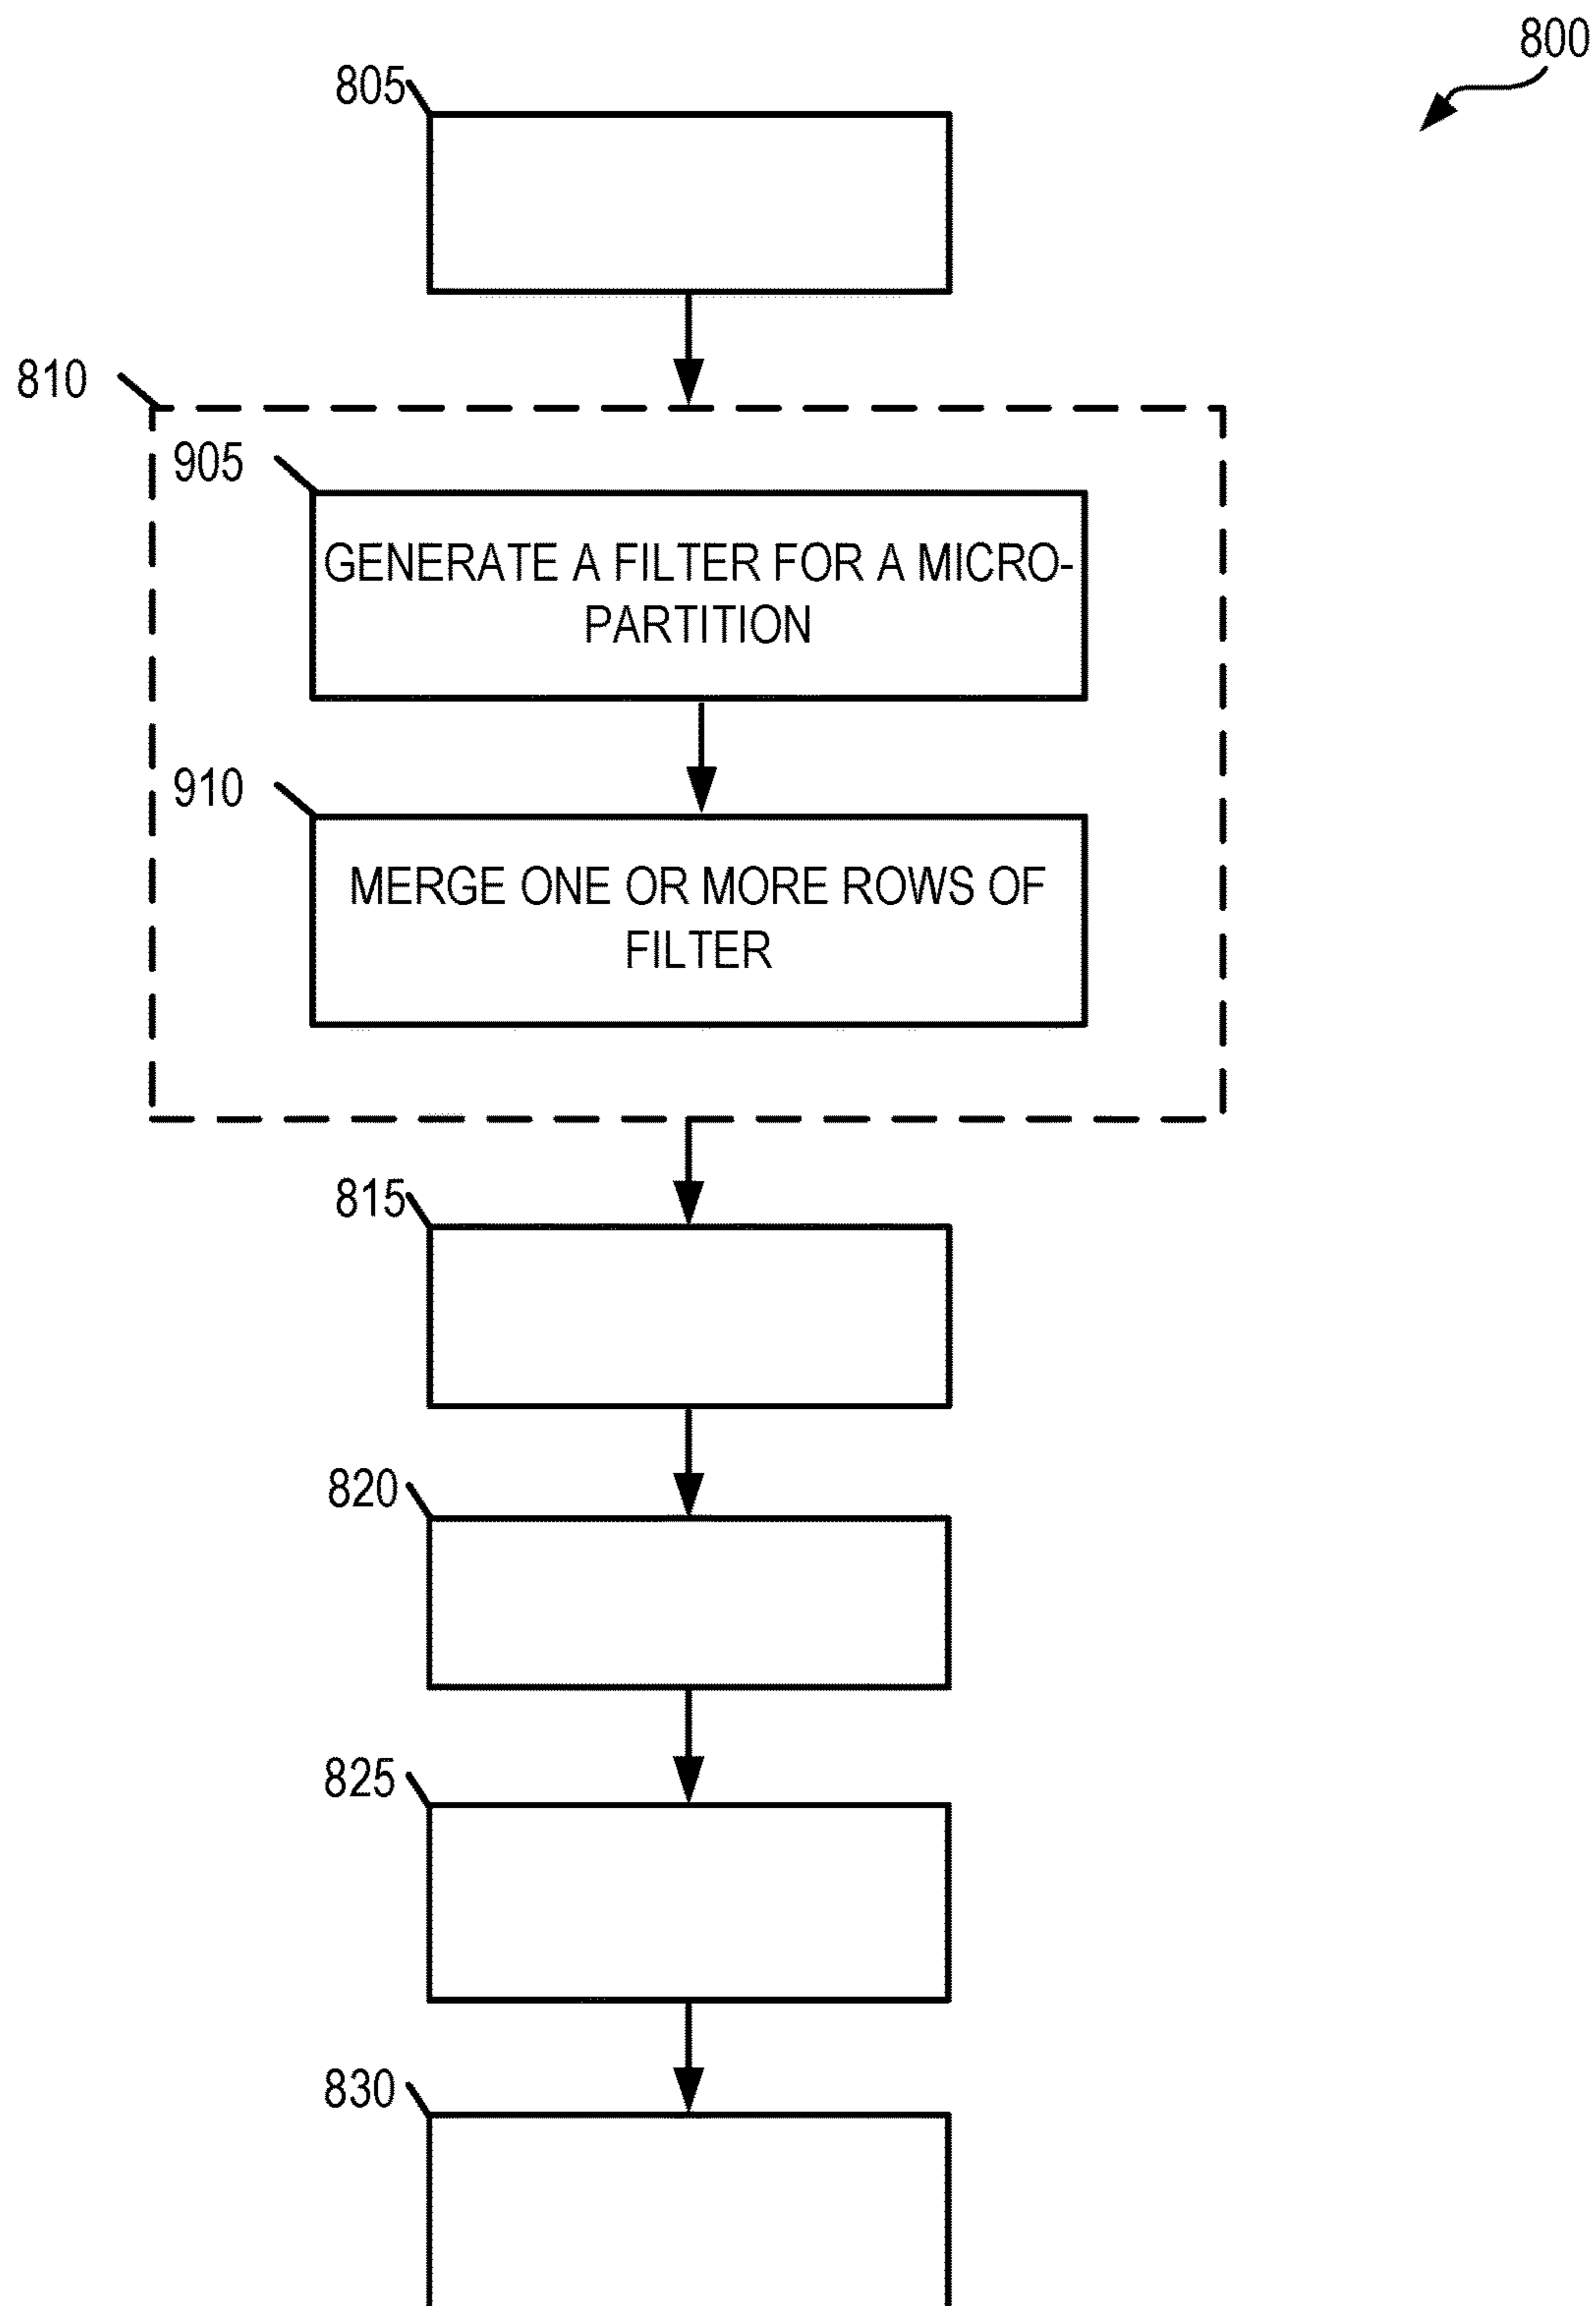 800
805
810
905
GENERATE A FILTER FOR A MICRO-
PARTITION
910
MERGE ONE OR MORE ROWS OF
FILTER
815
820
825
830